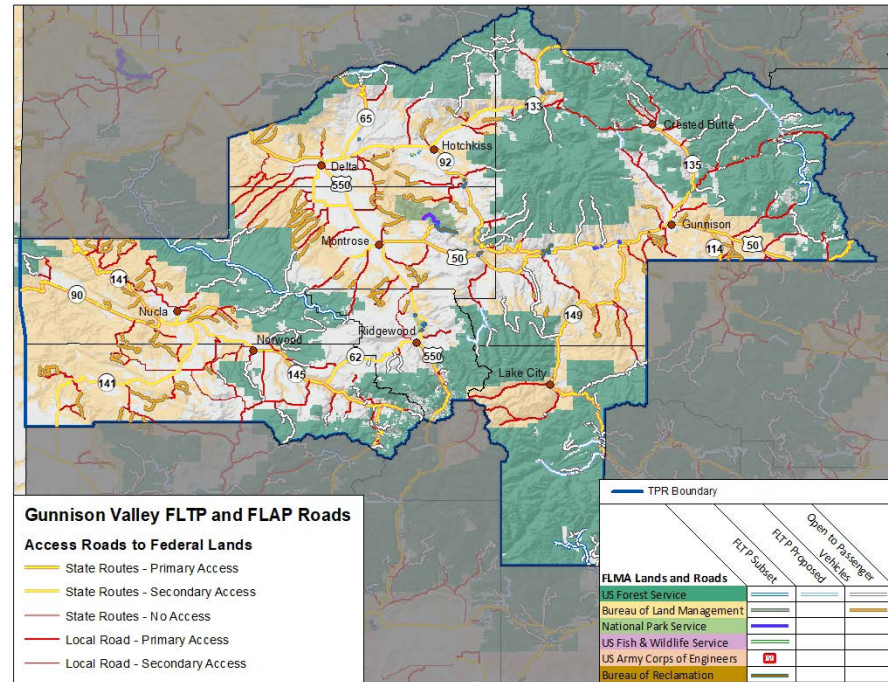 65
133
Crested Butte
Hotchkiss
92
Delta
550
135
Gunnison
Montrose
50
114
50
141
90
Nucla
149
Norwood
Ridgewood
62
550
141
145
Lake City
Gunnison Valley FLTP and FLAP Roads
Access Roads to Federal Lands
State Routes - Primary Access
State Routes - Secondary Access
State Routes - No Access
Local Road - Primary Access
Local Road - Secondary Access
TPR Boundary
FLTP Subset
FLTP Proposed
Open to Passenger
Vehicles
FLMA Lands and Roads
US Forest Service
Bureau of Land Management
National Park Service
US Fish & Wildlife Service
US Army Corps of Engineers
Bureau of Reclamation